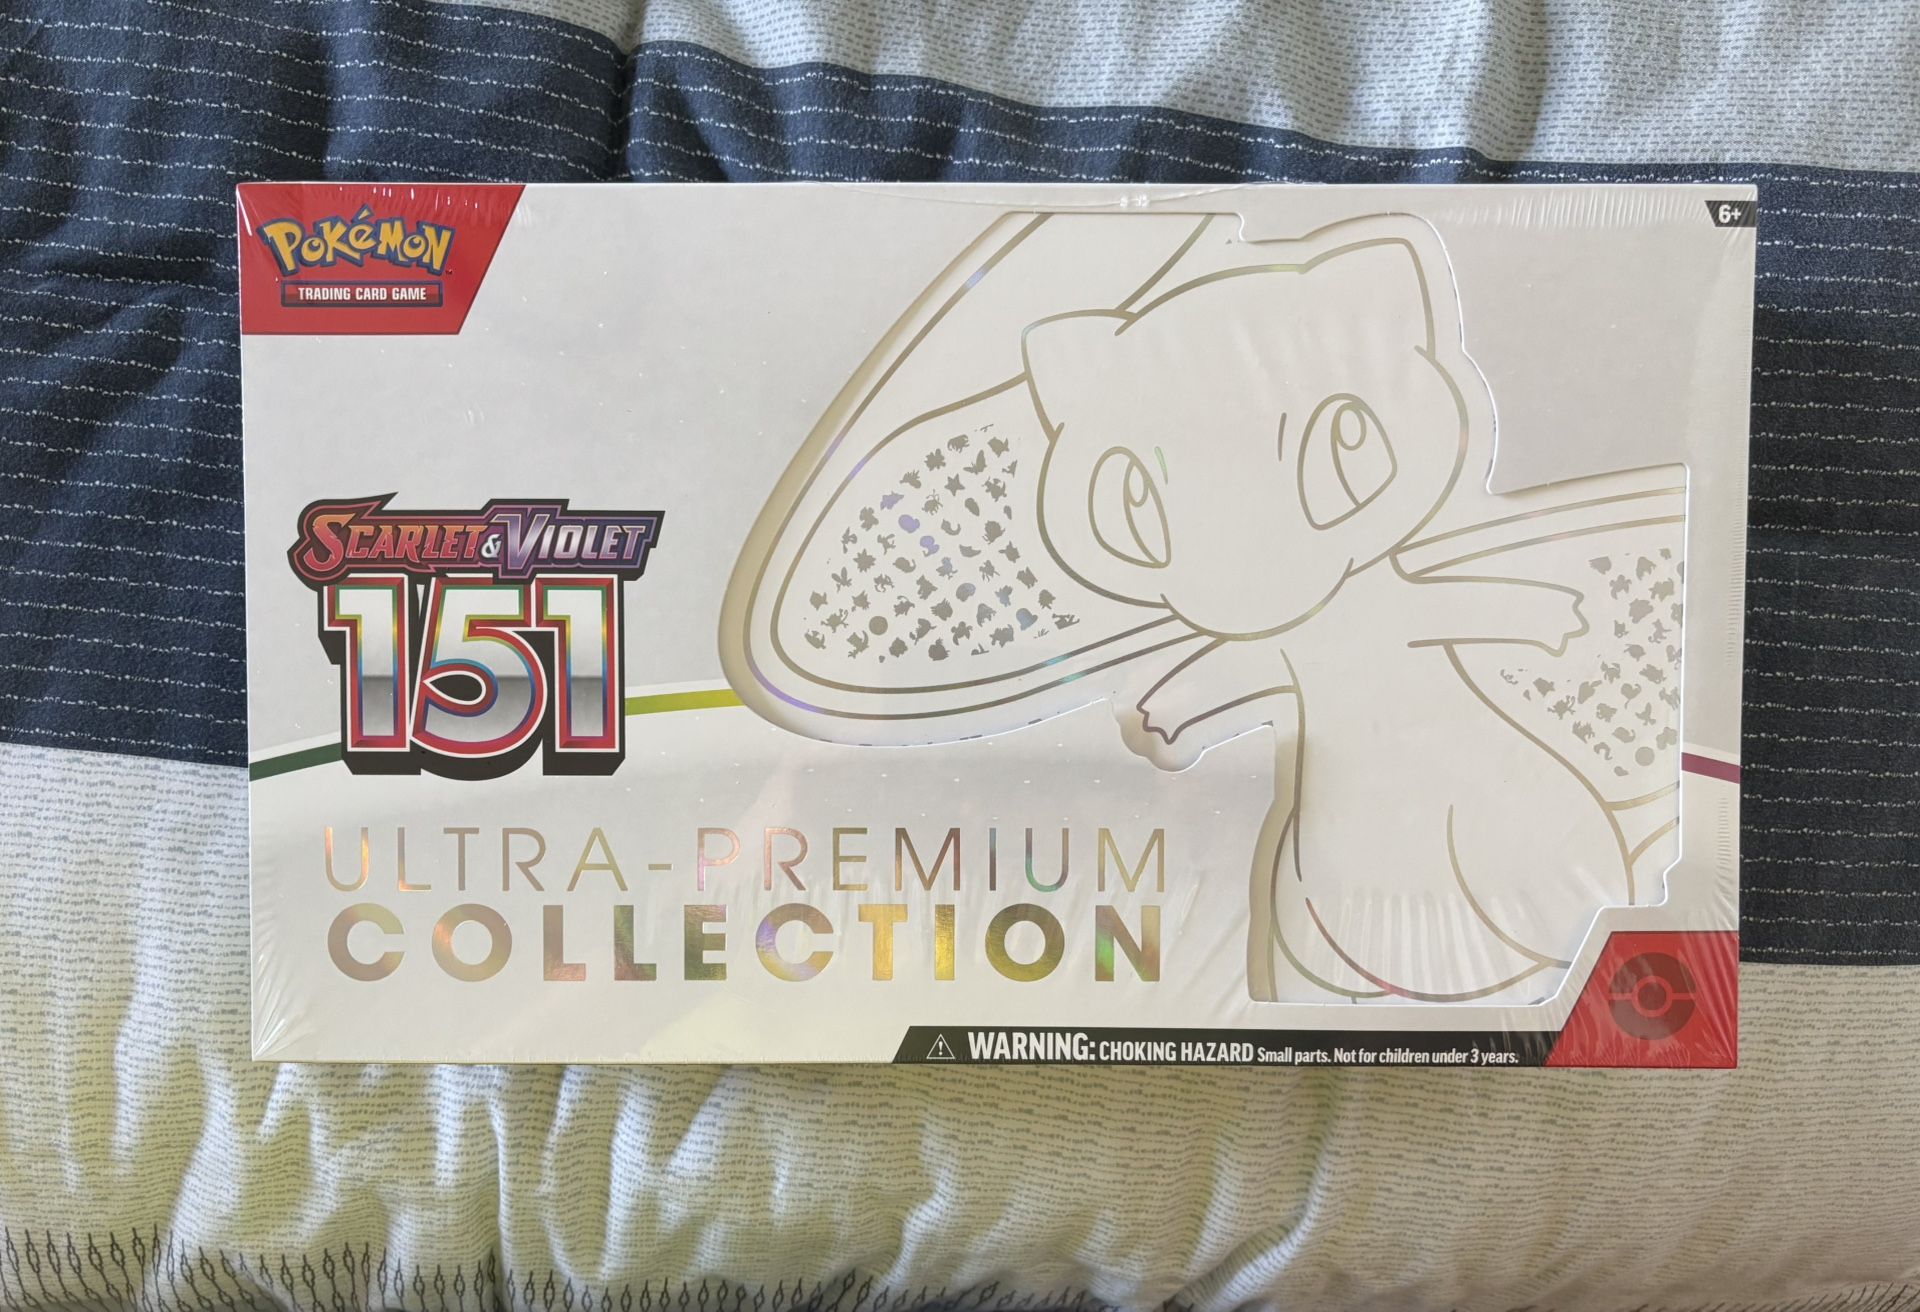 POKéMON
TRADING CARD GAME
6+
SCARLET & VIOLET
151
ULTRA-PREMIUM
COLLECTION
WARNING: CHOKING HAZARD Small parts. Not for children under 3 years.